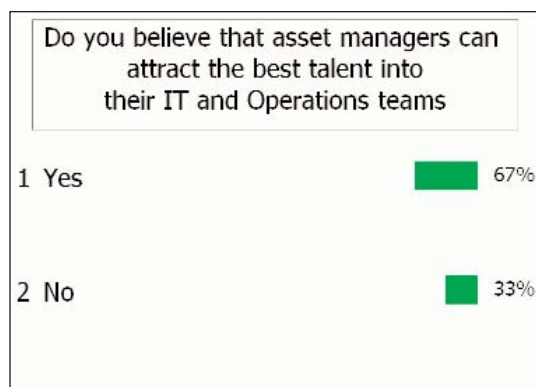 Do you believe that asset managers can
attract the best talent into
their IT and Operations teams
1 Yes 67%
2 No 33%